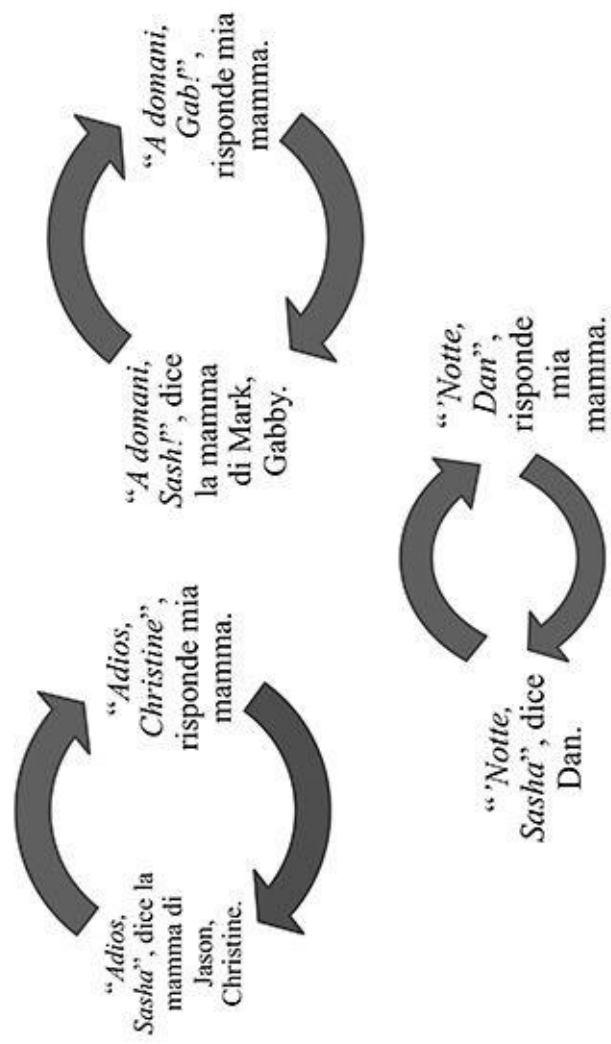 “Adios,
Sasha”, dice la
mamma di
Jason,
Christine.
“Adios,
Christine”,
risponde mia
mamma.
“A domani,
Sash!”, dice
la mamma
di Mark,
Gabby.
“A domani,
Gab!”,
risponde mia
mamma.
“’Notte,
Sasha”, dice
Dan.
“’Notte,
Dan”,
risponde
mia
mamma.